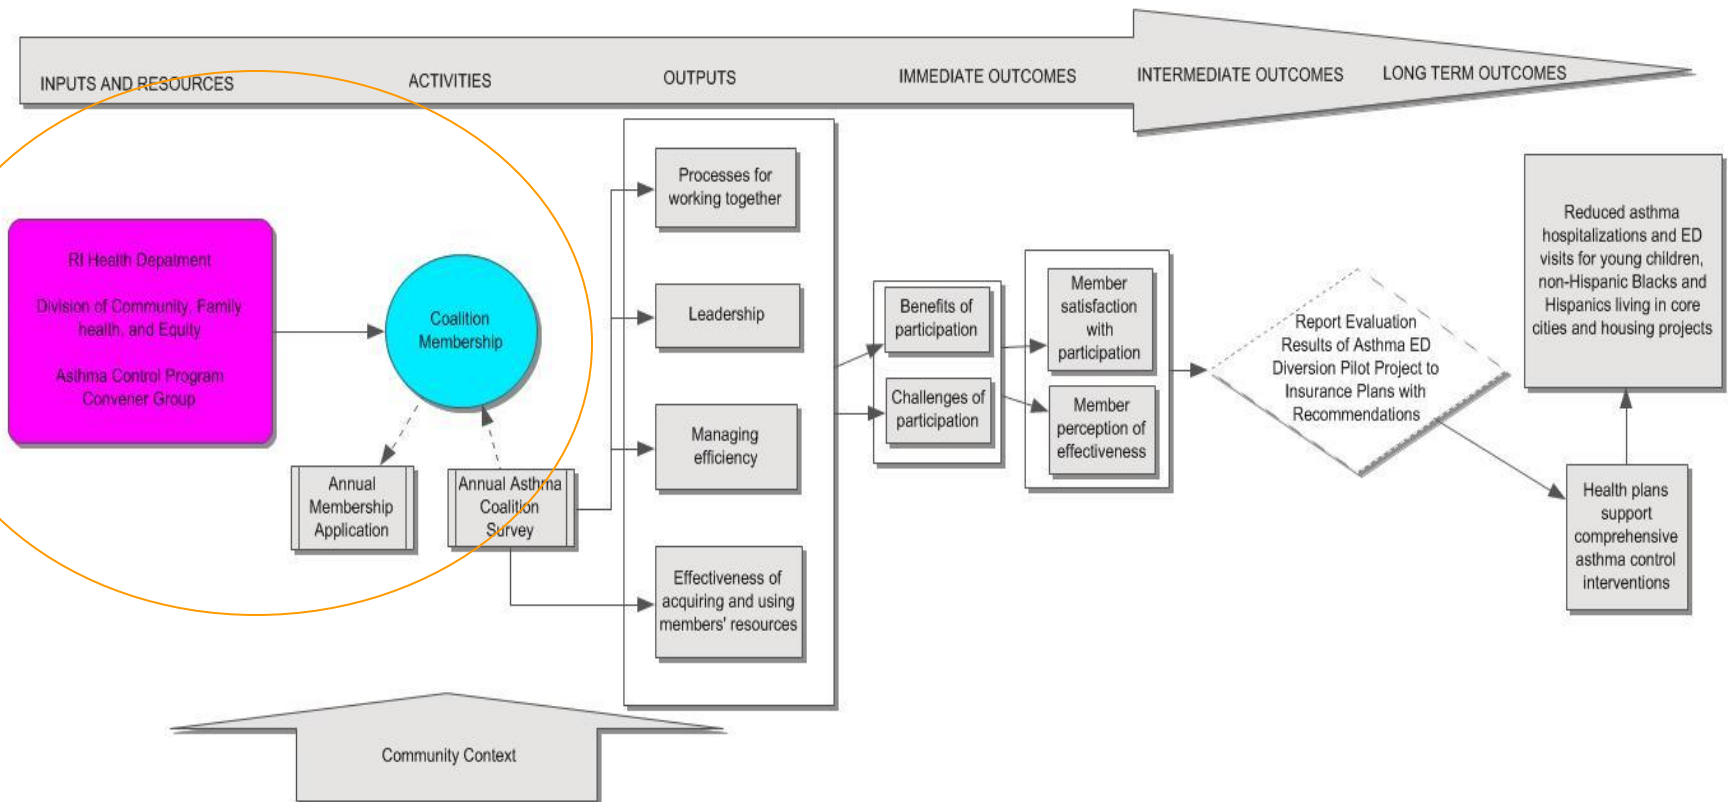 INPUTS AND RESOURCES
ACTIVITIES
OUTPUTS
IMMEDIATE OUTCOMES
INTERMEDIATE OUTCOMES
LONG TERM OUTCOMES
RI Health Depatment
Division of Community, Family
health, and Equity
Asthma Control Program
Convener Group
Coalition
Membership
Annual
Membership
Application
Annual Asthma
Coalition
Survey
Processes for
working together
Leadership
Managing
efficiency
Effectiveness of
acquiring and using
members' resources
Benefits of
participation
Challenges of
participation
Member
satisfaction
with
participation
Member
perception of
effectiveness
Report Evaluation
Results of Asthma ED
Diversion Pilot Project to
Insurance Plans with
Recommendations
Reduced asthma
hospitalizations and ED
visits for young children,
non-Hispanic Blacks and
Hispanics living in core
cities and housing projects
Health plans
support
comprehensive
asthma control
interventions
Community Context